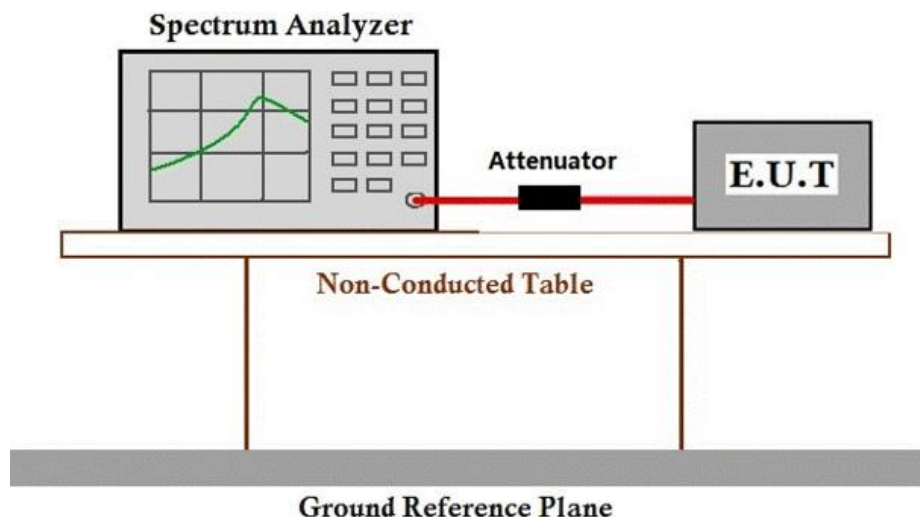 Spectrum Analyzer
Attenuator
E.U.T
Non-Conducted Table
Ground Reference Plane